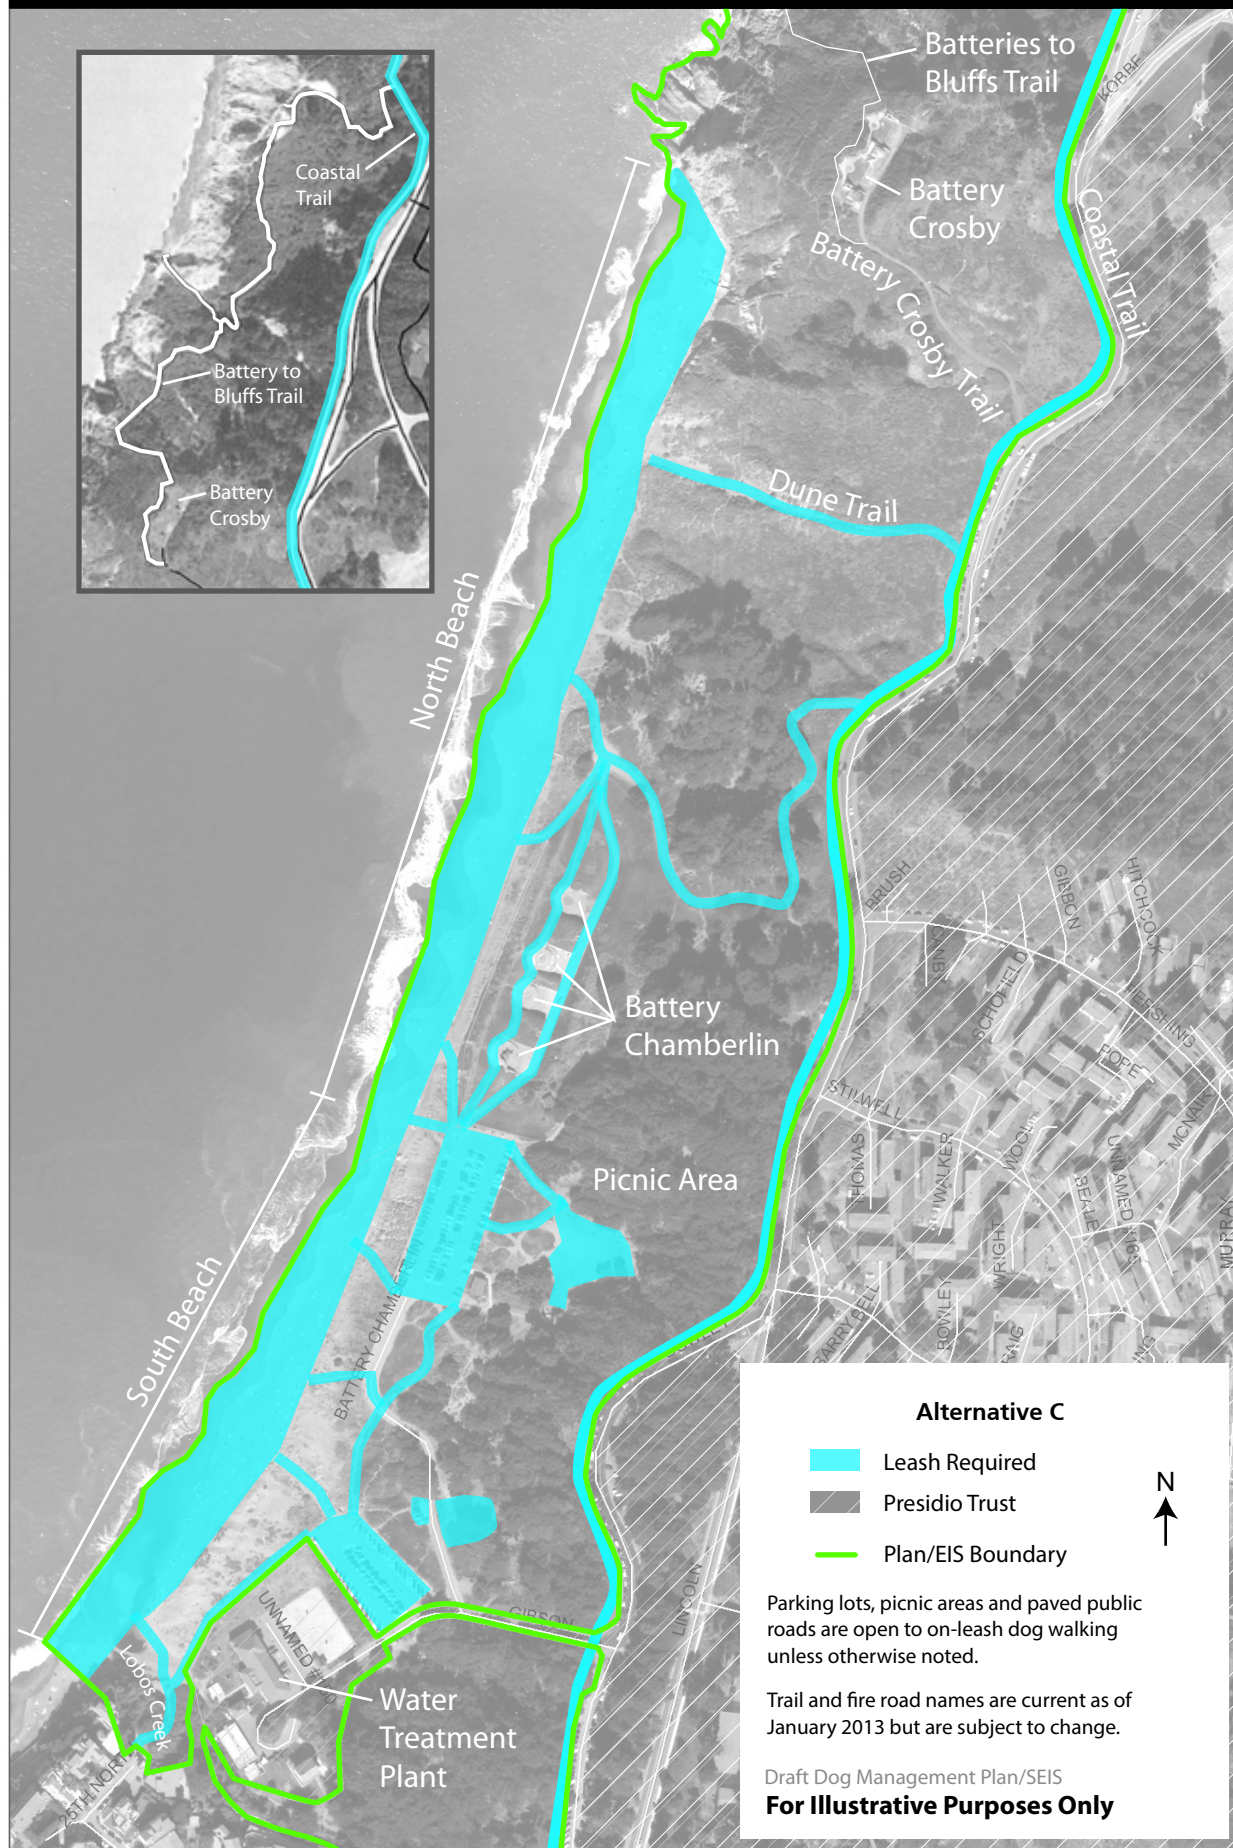 Batteries to
Bluffs Trail
KOBBE
Coastal
Trail
Battery
Crosby
Coastal Trail
Battery Crosby Trail
Battery to
Bluffs Trail
Battery
Crosby
Dune Trail
North Beach
BRUSH
GIBBON
HITCHCOCK
SCHOFIELD
PERSHING
Battery
Chamberlin
POPE
STILWELL
MCNAIR
WOOL
WALKER
THOMAS
UNNAMED #166
BEALE
Picnic Area
MURRAY
WRIGHT
BATTERY CHAMBERLIN
South Beach
ROWLEY
BARRY
BELL
Alternative C
Leash Required
Presidio Trust
N
Plan/EIS Boundary
LINCOLN
GIBSON
Parking lots, picnic areas and paved public
roads are open to on-leash dog walking
unless otherwise noted.
Lobos Creek
Water
Treatment
Plant
Trail and fire road names are current as of
January 2013 but are subject to change.
25TH NORTH
Draft Dog Management Plan/SEIS
For Illustrative Purposes Only